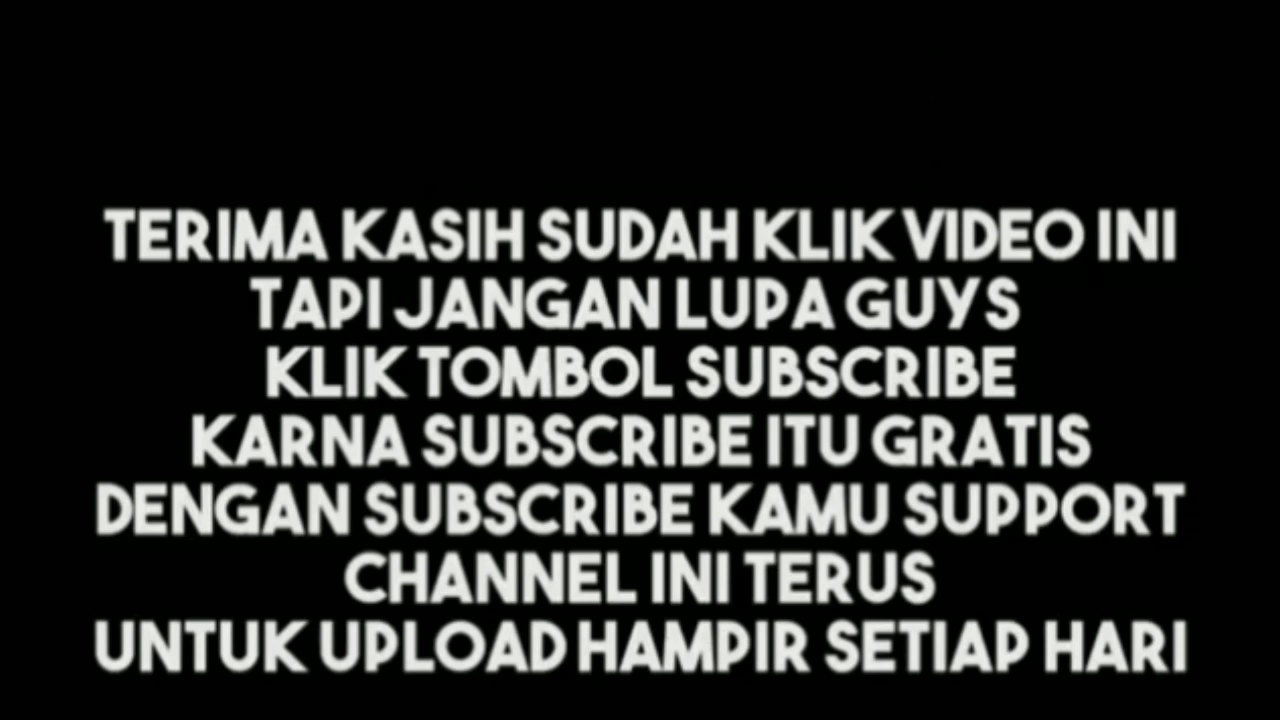 TERIMA KASIH SUDAH KLIK VIDEO INI
TAPI JANGAN LUPA GUYS
KLIK TOMBOL SUBSCRIBE
KARNA SUBSCRIBE ITU GRATIS
DENGAN SUBSCRIBE KAMU SUPPORT
CHANNEL INI TERUS
UNTUK UPLOAD HAMPIR SETIAP HARI